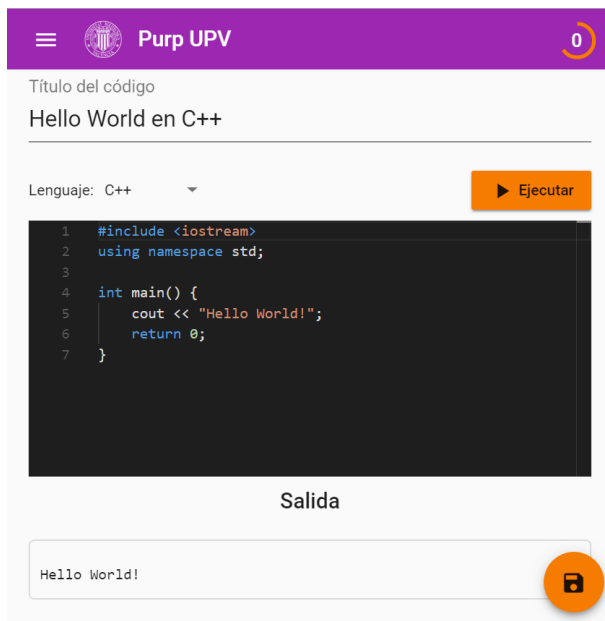 Purp UPV
0
Título del código
Hello World en C++
Lenguaje: C++
Ejecutar
1 #include <iostream>
2 using namespace std;
3
4 int main() {
5     cout << "Hello World!";
6     return 0;
7 }
Salida
Hello World!